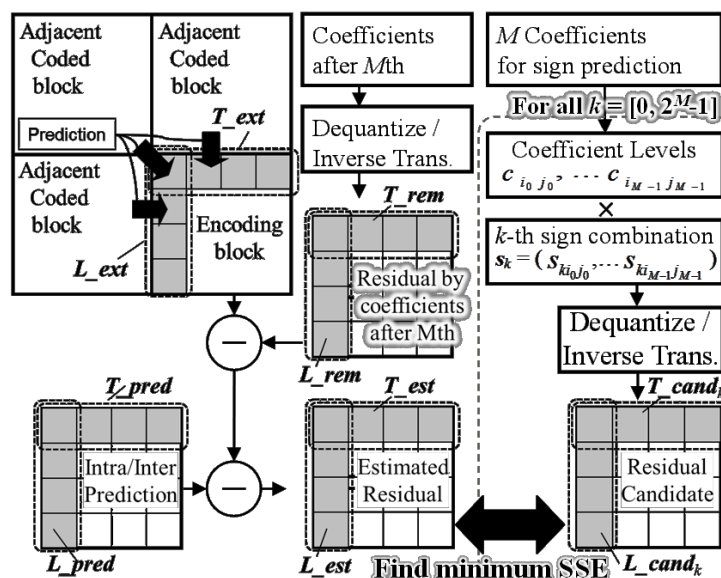 Adjacent
Coded
block
Adjacent
Coded
block
T_ext
Prediction
Adjacent
Coded
block
Encoding
block
L_ext
Coefficients
after Mth
Dequantize /
Inverse Trans.
T_rem
Residual by
coefficients
after Mth
L_rem
M Coefficients
for sign prediction
For all k = [0, 2^M-1]
Coefficient Levels
c_{i_0 j_0}, ... c_{i_{M-1} j_{M-1}}
×
k-th sign combination
s_k = ( s_{ki_0j_0}, ... s_{ki_{M-1}j_{M-1}} )
Dequantize /
Inverse Trans.
T_pred
Intra/Inter
Prediction
L_pred
T_est
Estimated
Residual
L_est
T_cand_k
Residual
Candidate
L_cand_k
Find minimum SSE